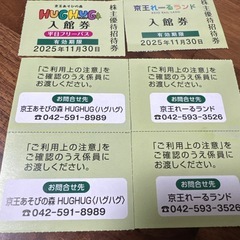 京王あそびの森
HUGHUG
入館券
平日フリーパス
有効期限
2025年11月30日
株主優待招待券
京王れーるランド
入館券
有効期限
2025年11月30日
株主優待招待券
「ご利用上の注意」を
ご確認のうえ係員に
お渡しください。
お問合せ先
京王あそびの森 HUGHUG(ハグハグ)
☎042-591-8989
「ご利用上の注意」を
ご確認のうえ係員に
お渡しください。
お問合せ先
京王れーるランド
☎042-593-3526
「ご利用上の注意」を
ご確認のうえ係員に
お渡しください。
お問合せ先
京王あそびの森 HUGHUG(ハグハグ)
☎042-591-8989
「ご利用上の注意」を
ご確認のうえ係員に
お渡しください。
お問合せ先
京王れーるランド
☎042-593-3526